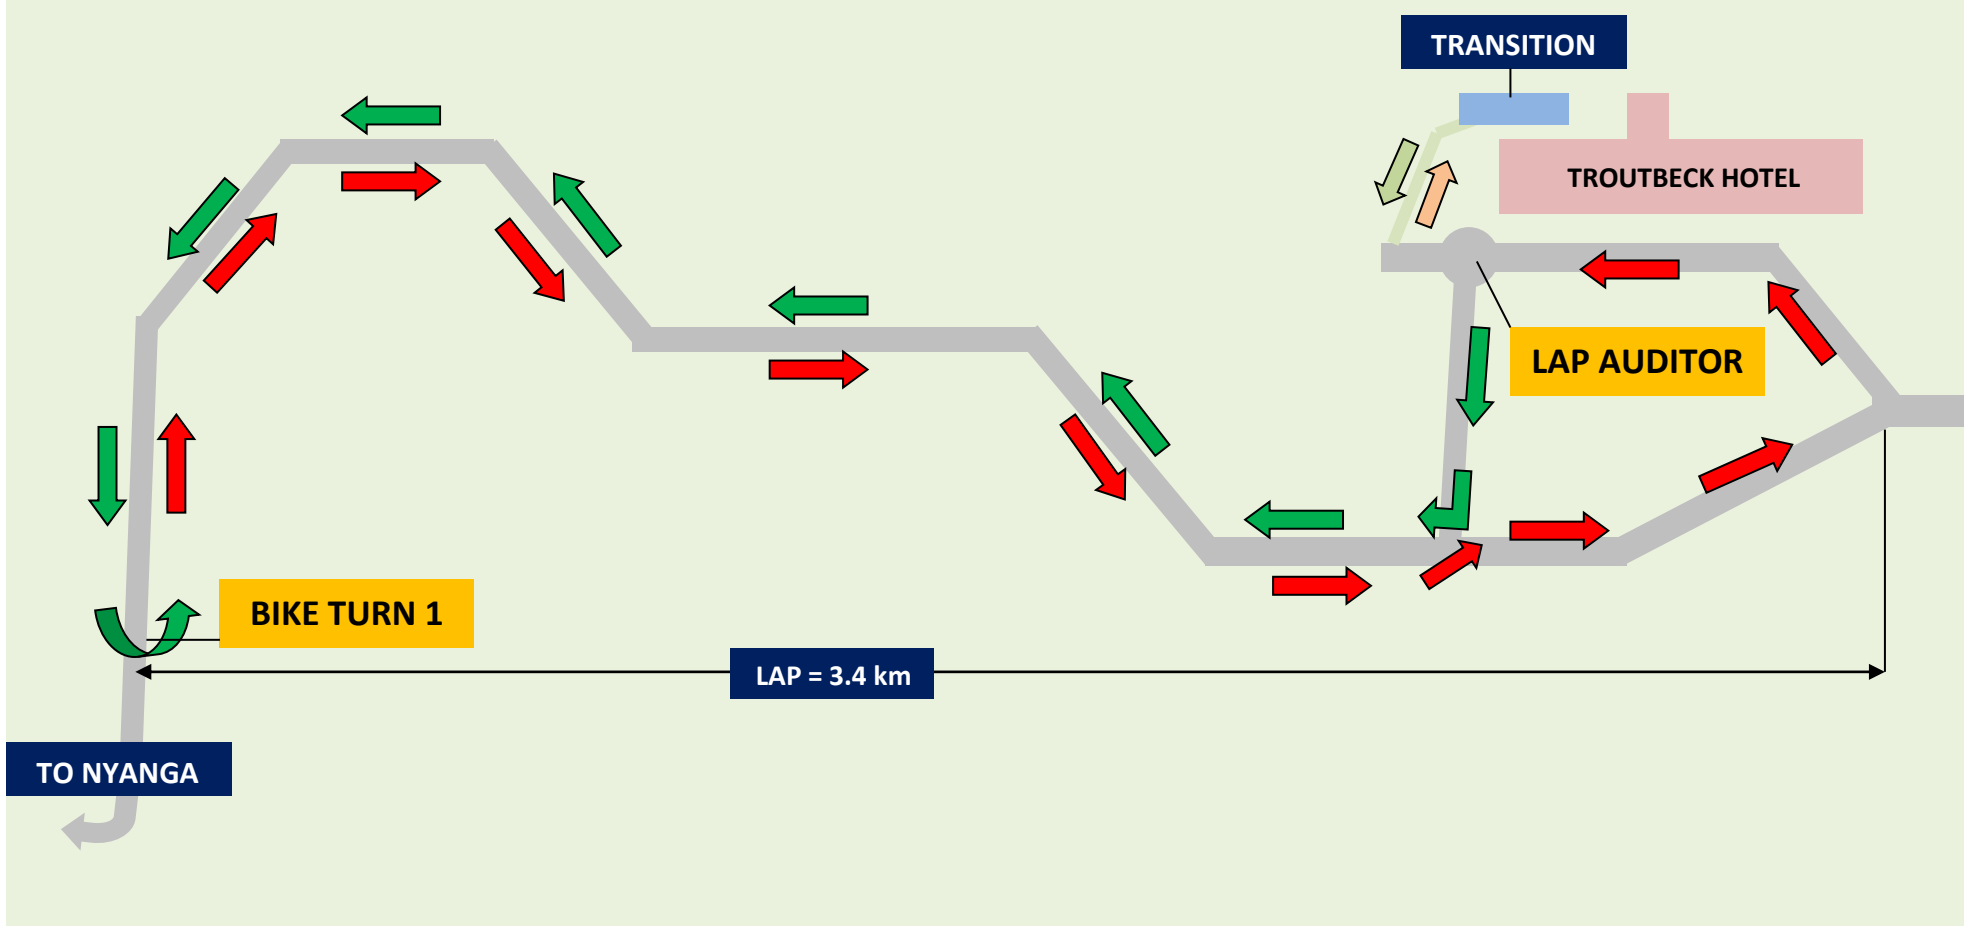 TRANSITION
TROUTBECK HOTEL
LAP AUDITOR
BIKE TURN 1
LAP = 3.4 km
TO NYANGA